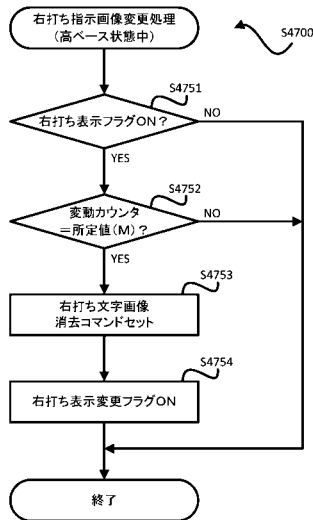 右打ち指示画像変更処理
(高ベース状態中)
S4700
S4751
右打ち表示フラグON?
NO
YES
S4752
変動カウンタ
=所定値(M)?
NO
YES
S4753
右打ち文字画像
消去コマンドセット
S4754
右打ち表示変更フラグON
終了